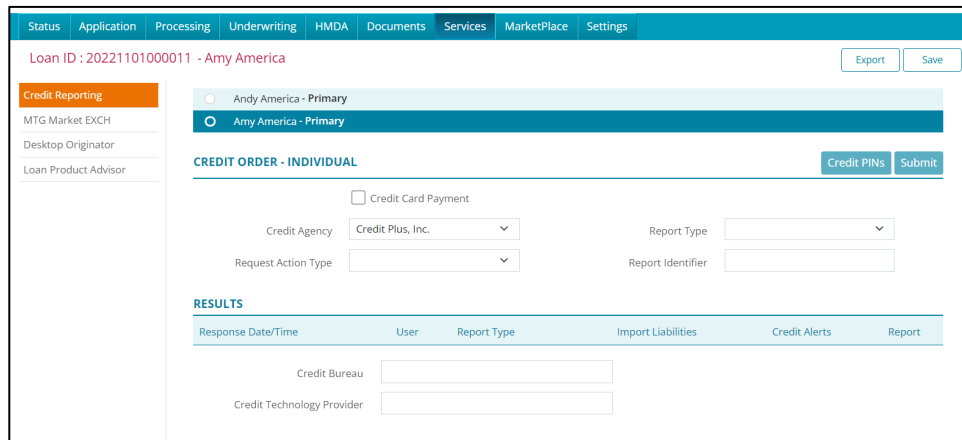 Status Application Processing Underwriting HMDA Documents Services MarketPlace Settings
Loan ID : 20221101000011 - Amy America Export Save
Credit Reporting
MTG Market EXCH
Desktop Originator
Loan Product Advisor
Andy America - Primary
Amy America - Primary
CREDIT ORDER - INDIVIDUAL Credit PINs Submit
Credit Card Payment
Credit Agency Credit Plus, Inc. Report Type
Request Action Type Report Identifier
RESULTS
Response Date/Time User Report Type Import Liabilities Credit Alerts Report
Credit Bureau
Credit Technology Provider